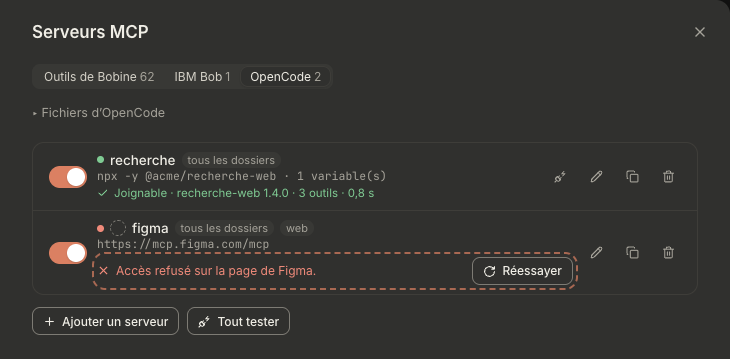 Serveurs MCP
Outils de Bobine 62 IBM Bob 1 OpenCode 2
Fichiers d'OpenCode
recherche tous les dossiers
npx -y @acme/recherche-web · 1 variable(s)
Joignable · recherche-web 1.4.0 · 3 outils · 0,8 s
figma tous les dossiers web
https://mcp.figma.com/mcp
Accès refusé sur la page de Figma. Réessayer
Ajouter un serveur Tout tester